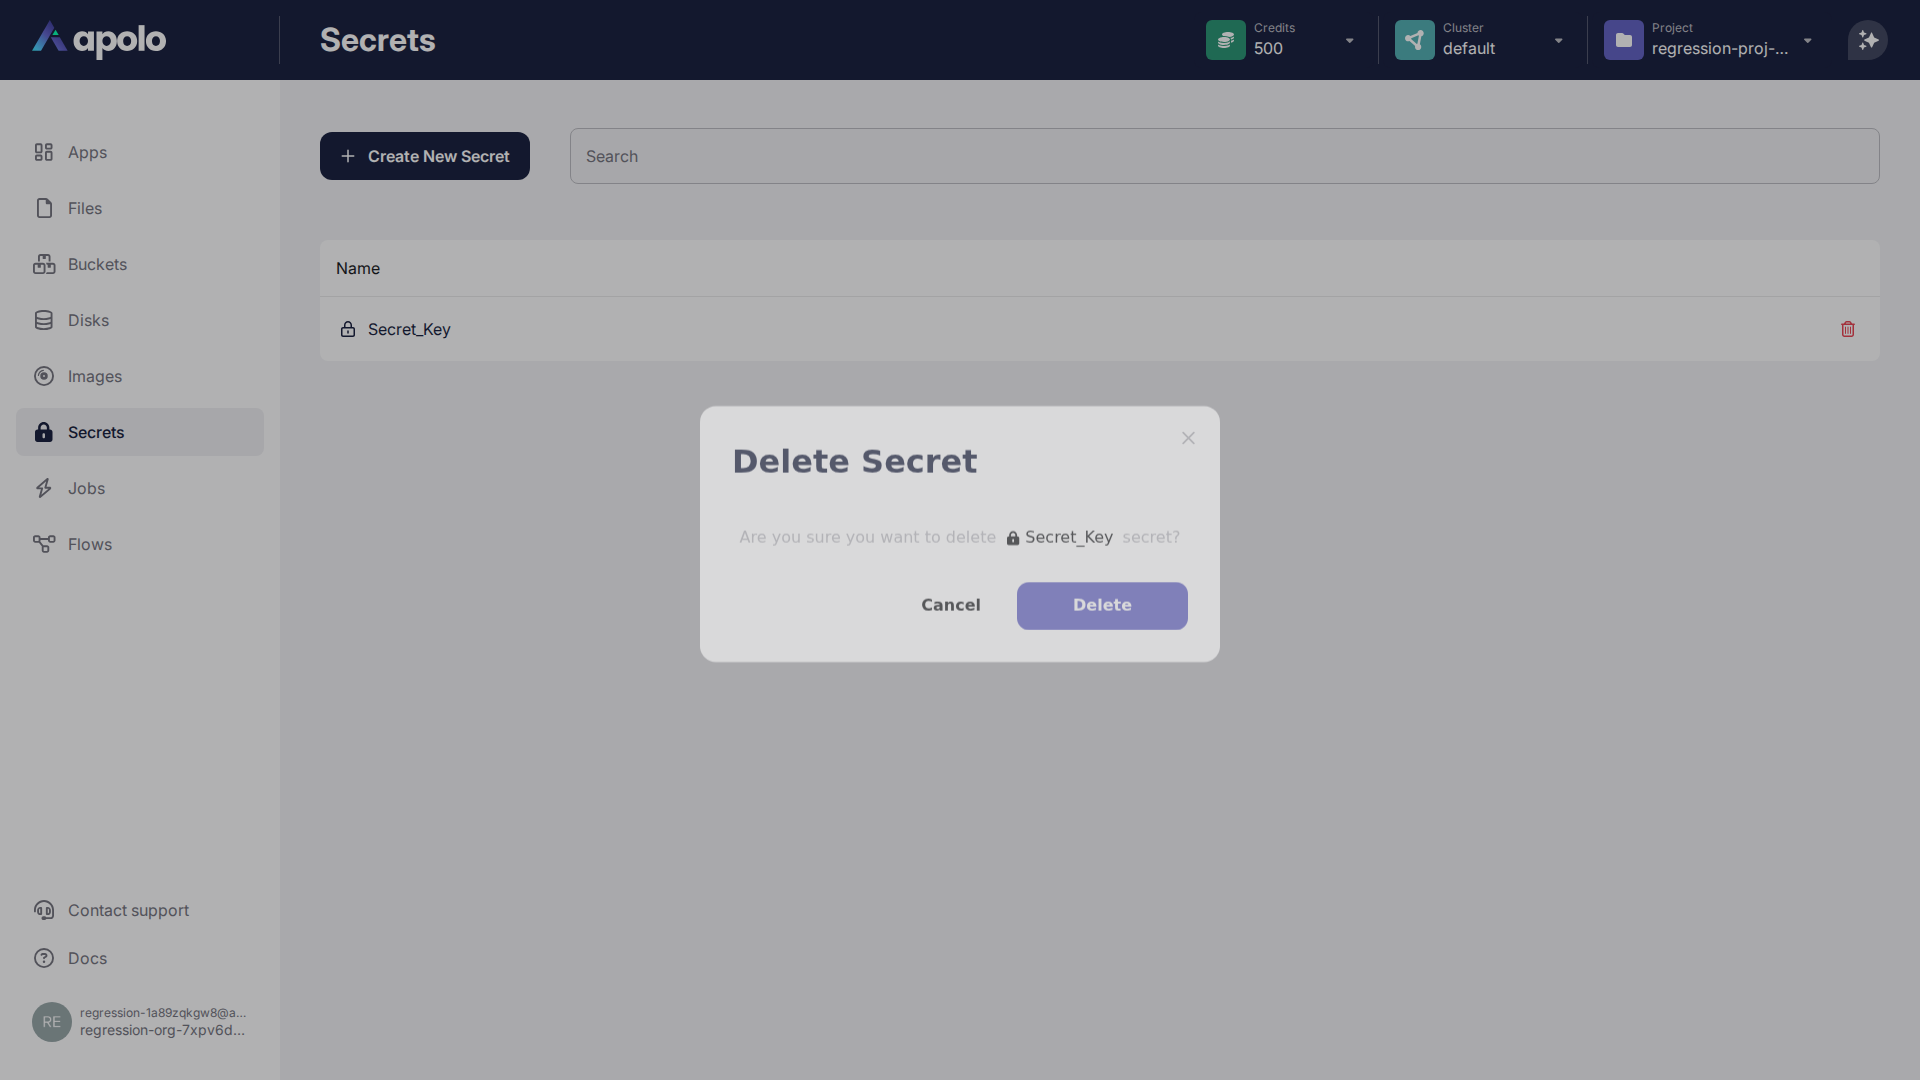 apolo
Secrets
Credits
500
Cluster
default
Project
regression-proj-...
Apps
Files
Buckets
Disks
Images
Secrets
Jobs
Flows
Create New Secret
Search
Name
Secret_Key
Delete Secret
Are you sure you want to delete Secret_Key secret?
Cancel
Delete
Contact support
Docs
RE
regression-1a89zqkgw8@a...
regression-org-7xpv6d...